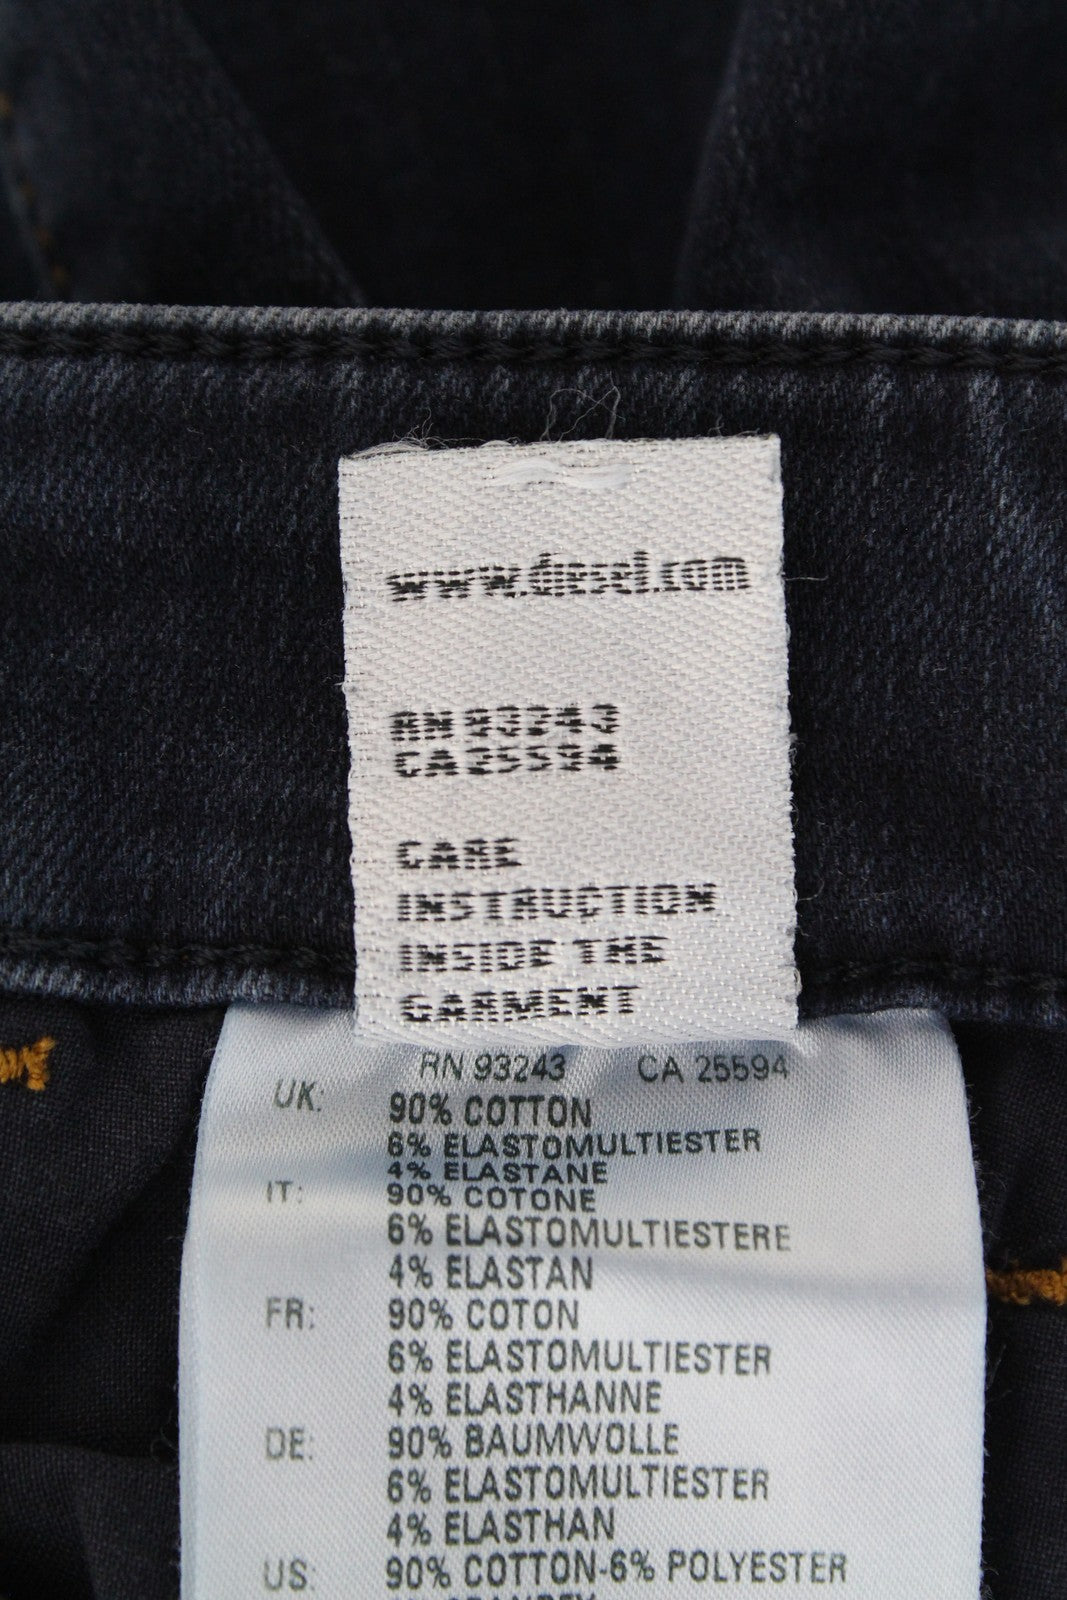 www.diesel.com
RN 93243
CA 25594
CARE
INSTRUCTION
INSIDE THE
GARMENT
RN 93243 CA 25594
UK: 90% COTTON
6% ELASTOMULTIESTER
4% ELASTANE
IT: 90% COTONE
6% ELASTOMULTIESTERE
4% ELASTAN
FR: 90% COTON
6% ELASTOMULTIESTER
4% ELASTHANNE
DE: 90% BAUMWOLLE
6% ELASTOMULTIESTER
4% ELASTHAN
US: 90% COTTON-6% POLYESTER